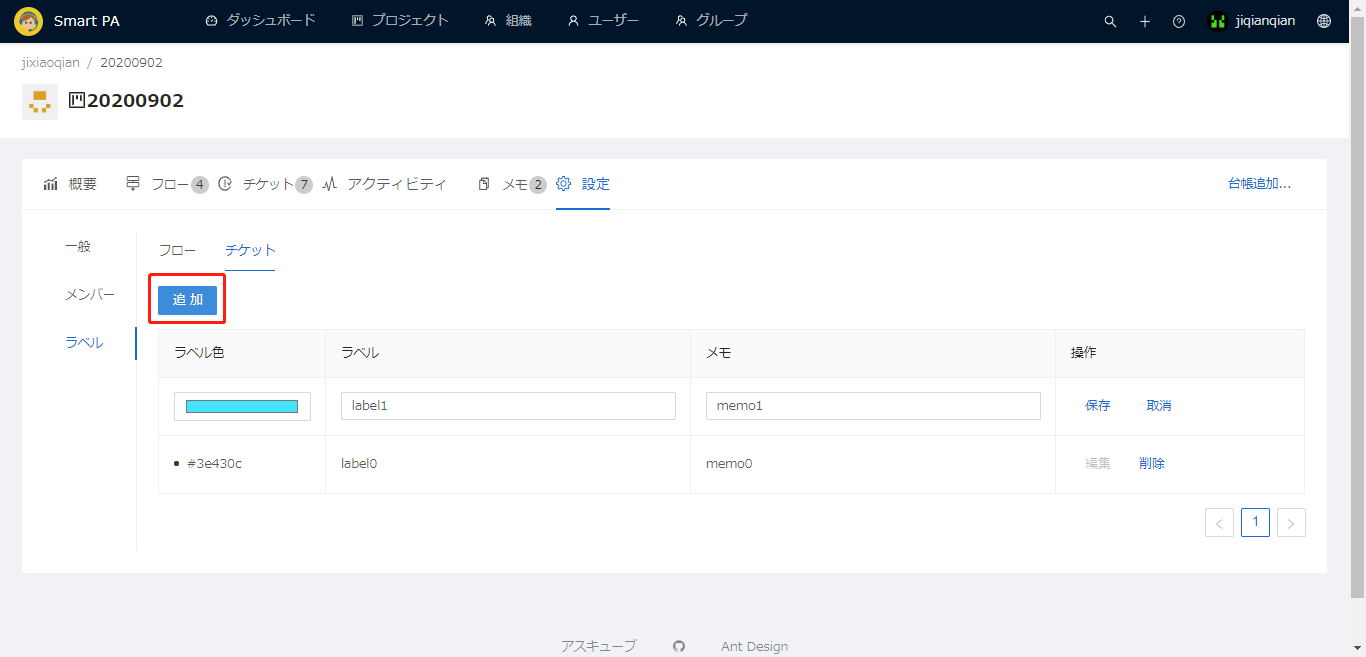 Smart PA ダッシュボード プロジェクト 組織 ユーザー グループ jiqianqian
jixiaoqian / 20200902
20200902
概要 フロー 4 チケット 7 アクティビティ メモ 2 設定 台帳追加...
一般
メンバー
ラベル
フロー チケット
追加
ラベル色 ラベル メモ 操作
label1 memo1 保存 取消
#3e430c label0 memo0 編集 削除
< 1 >
アスキューブ Ant Design